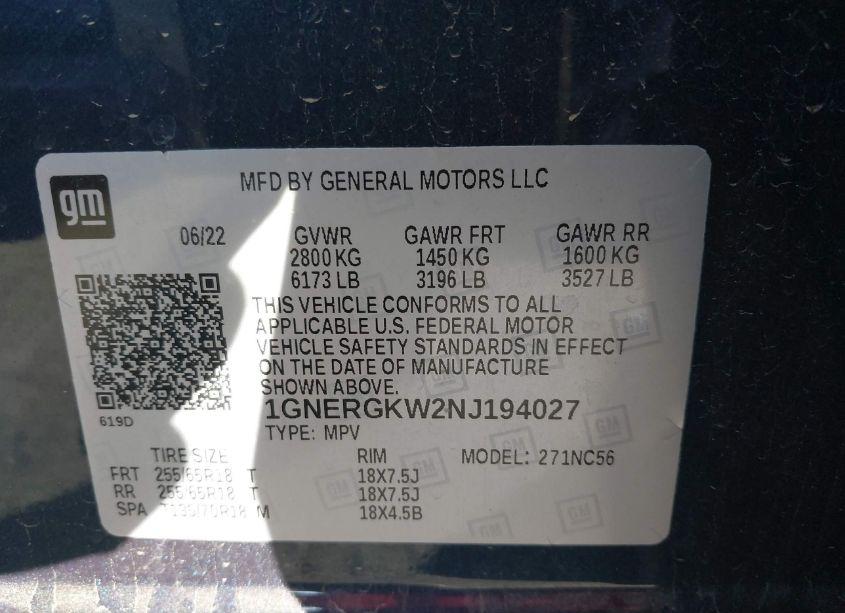 gm
MFD BY GENERAL MOTORS LLC
06/22 GVWR GAWR FRT GAWR RR
2800 KG 1450 KG 1600 KG
6173 LB 3196 LB 3527 LB
THIS VEHICLE CONFORMS TO ALL
APPLICABLE U.S. FEDERAL MOTOR
VEHICLE SAFETY STANDARDS IN EFFECT
ON THE DATE OF MANUFACTURE
SHOWN ABOVE.
619D
1GNERGKW2NJ194027
TYPE: MPV
TIRE SIZE RIM MODEL: 271NC56
FRT 255/65R18 T 18X7.5J
RR 255/65R18 T 18X7.5J
SPA T135/70R18 M 18X4.5B